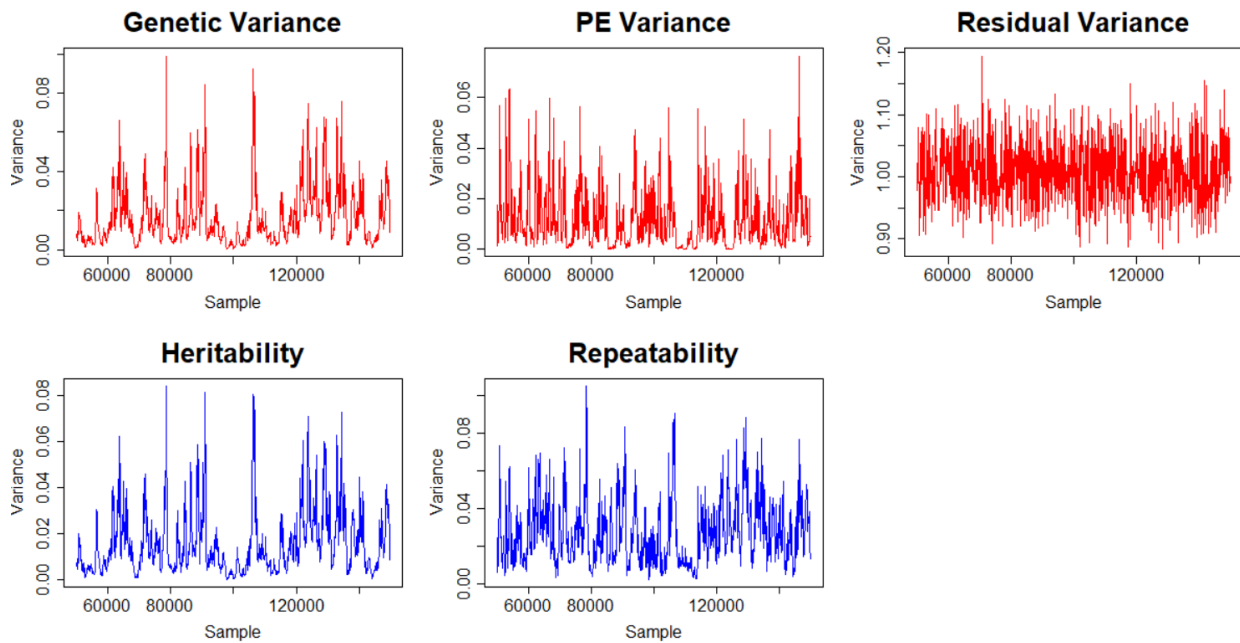 Genetic Variance
Variance
0.00 0.04 0.08
60000 80000 120000
Sample
PE Variance
Variance
0.00 0.02 0.04 0.06
60000 80000 120000
Sample
Residual Variance
Variance
0.90 1.00 1.10 1.20
60000 80000 120000
Sample
Heritability
Variance
0.00 0.02 0.04 0.06 0.08
60000 80000 120000
Sample
Repeatability
Variance
0.00 0.04 0.08
60000 80000 120000
Sample